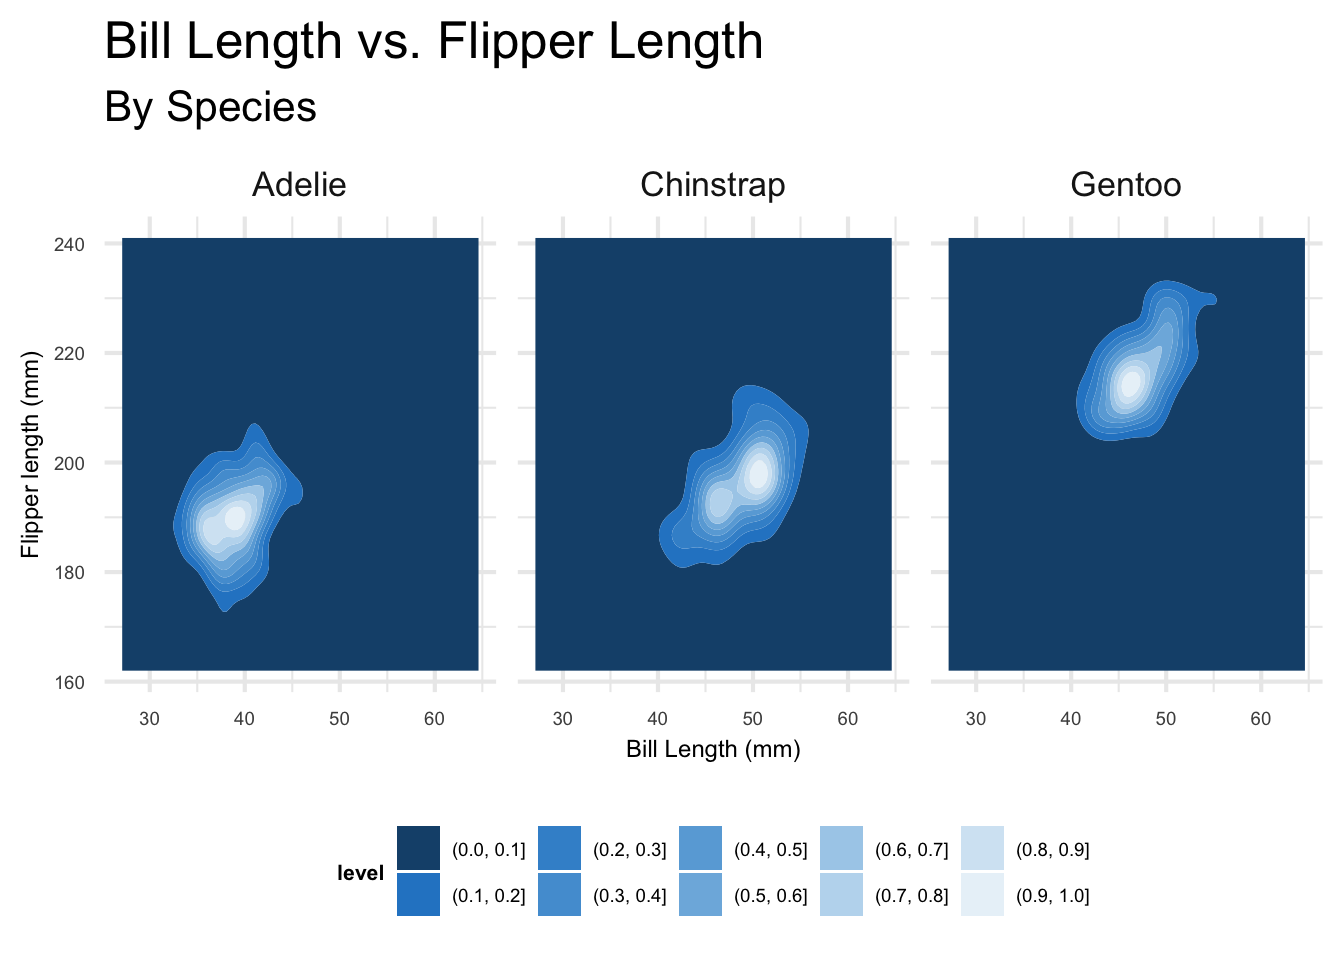 Bill Length vs. Flipper Length
By Species
Adelie Chinstrap Gentoo
240
220
200
180
160
Flipper length (mm)
30 40 50 60 30 40 50 60 30 40 50 60
Bill Length (mm)
level
(0.0, 0.1] (0.2, 0.3] (0.4, 0.5] (0.6, 0.7] (0.8, 0.9]
(0.1, 0.2] (0.3, 0.4] (0.5, 0.6] (0.7, 0.8] (0.9, 1.0]